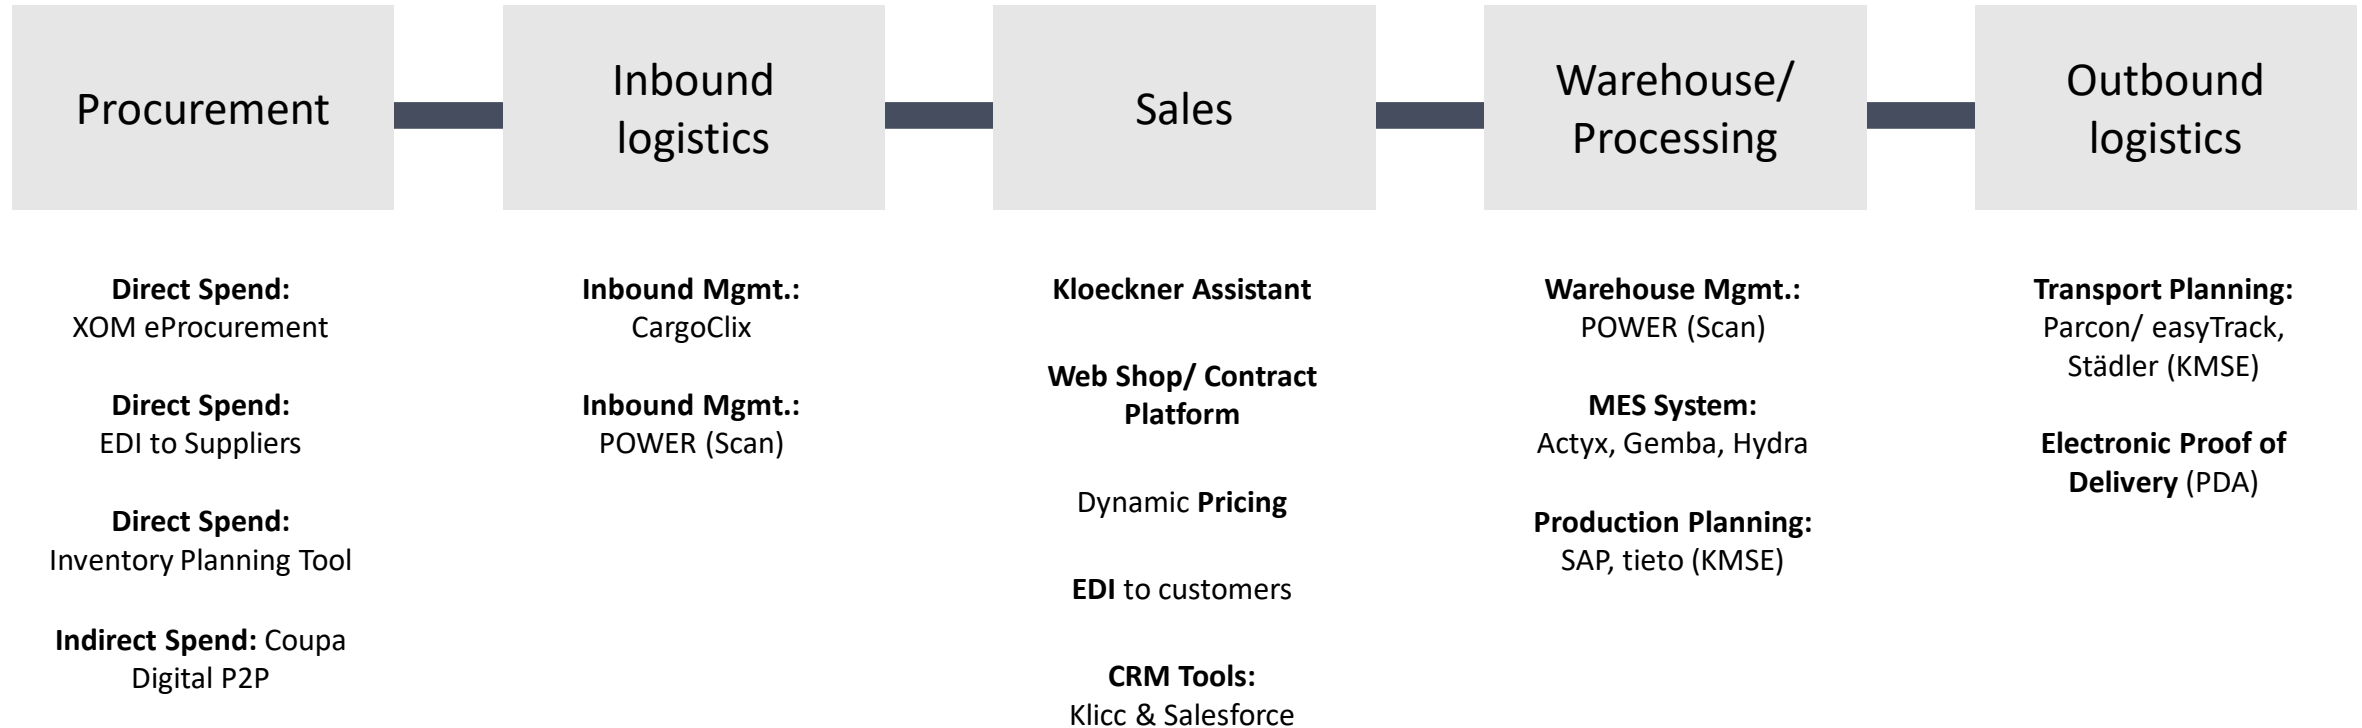 Procurement
Inbound
logistics
Sales
Warehouse/
Processing
Outbound
logistics
Direct Spend:
XOM eProcurement
Direct Spend:
EDI to Suppliers
Direct Spend:
Inventory Planning Tool
Indirect Spend: Coupa
Digital P2P
Inbound Mgmt.:
CargoClix
Inbound Mgmt.:
POWER (Scan)
Kloeckner Assistant
Web Shop/ Contract
Platform
Dynamic Pricing
EDI to customers
CRM Tools:
Klicc & Salesforce
Warehouse Mgmt.:
POWER (Scan)
MES System:
Actyx, Gemba, Hydra
Production Planning:
SAP, tieto (KMSE)
Transport Planning:
Parcon/ easyTrack,
Städler (KMSE)
Electronic Proof of
Delivery (PDA)